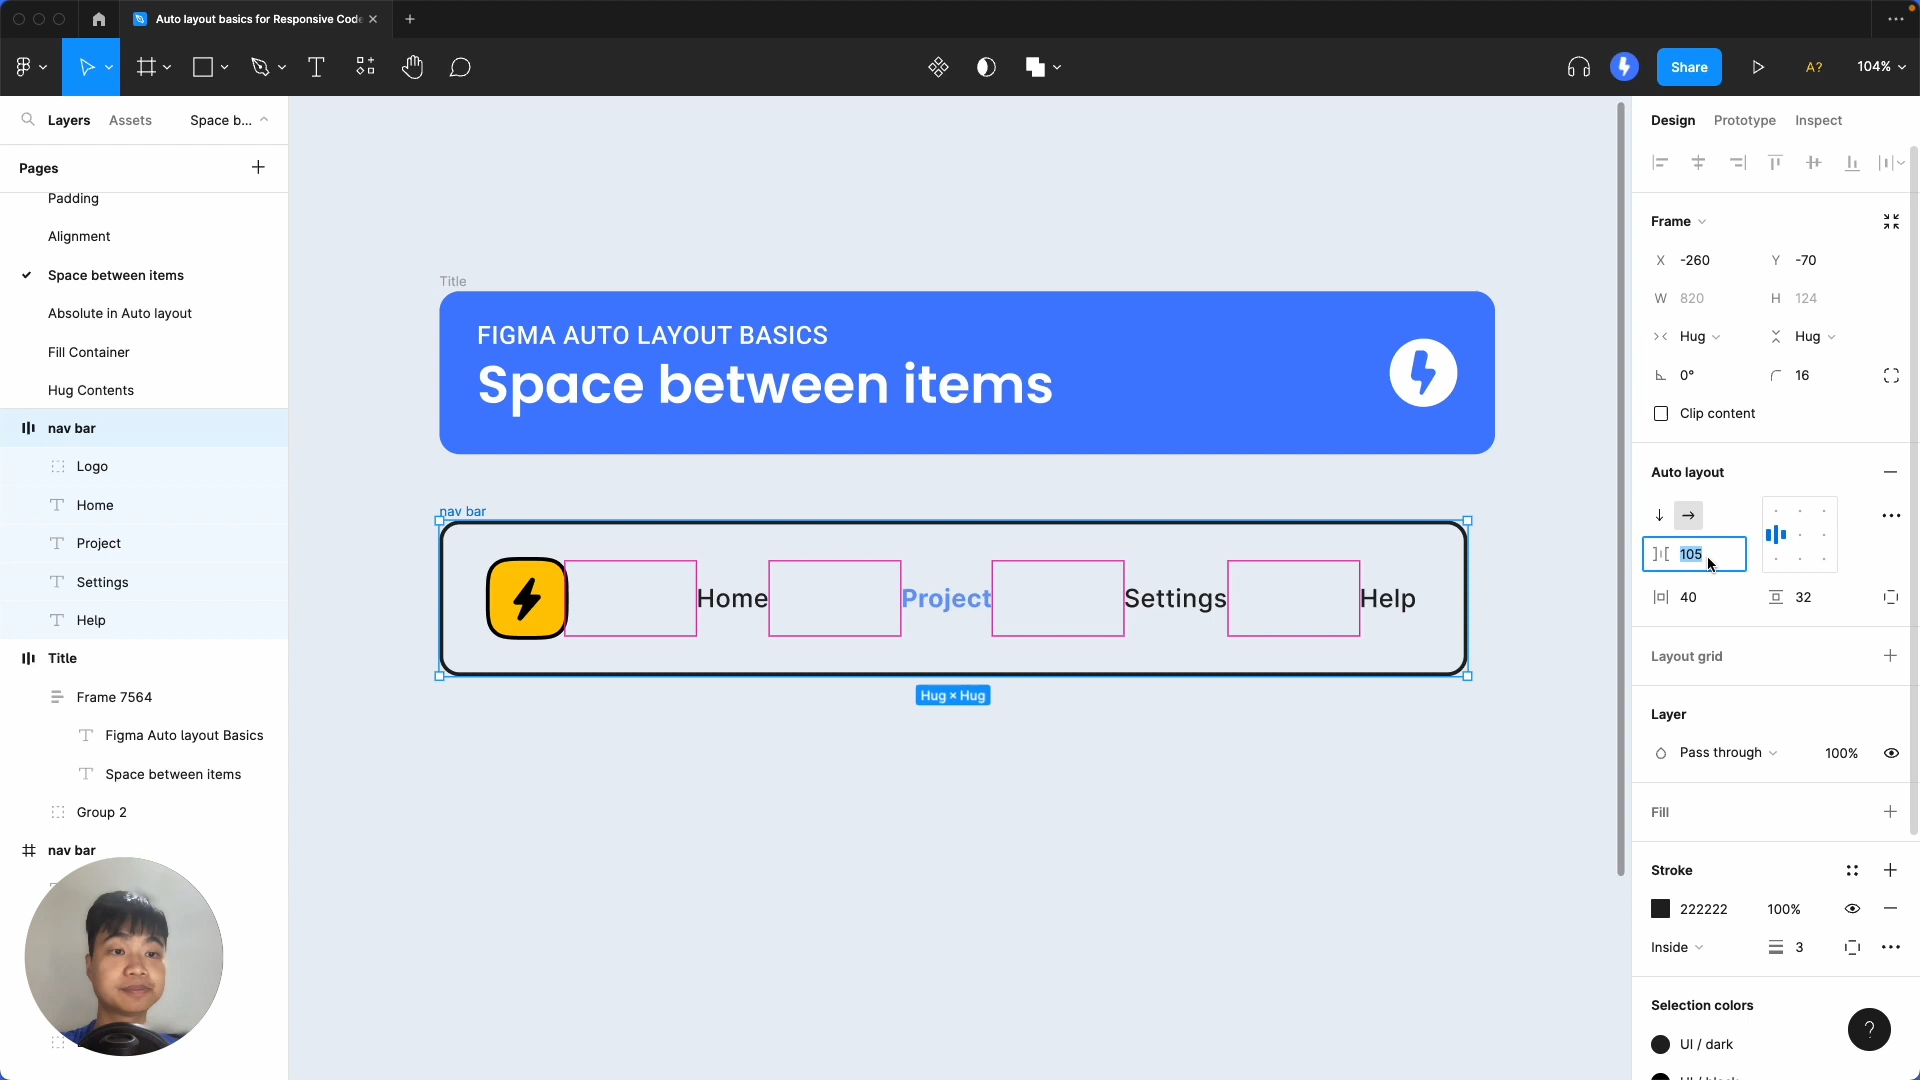 Auto layout basics for Responsive Code
Share
A?
104%
Layers
Assets
Space b...
Pages
Padding
Alignment
Space between items
Absolute in Auto layout
Fill Container
Hug Contents
nav bar
Logo
Home
Project
Settings
Help
Title
Frame 7564
Figma Auto layout Basics
Space between items
Group 2
nav bar
Title
FIGMA AUTO LAYOUT BASICS
Space between items
nav bar
Home
Project
Settings
Help
Hug × Hug
Design
Prototype
Inspect
Frame
X -260
Y -70
W 820
H 124
Hug
Hug
0°
16
Clip content
Auto layout
105
40
32
Layout grid
Layer
Pass through
100%
Fill
Stroke
222222
100%
Inside
3
Selection colors
UI / dark
?